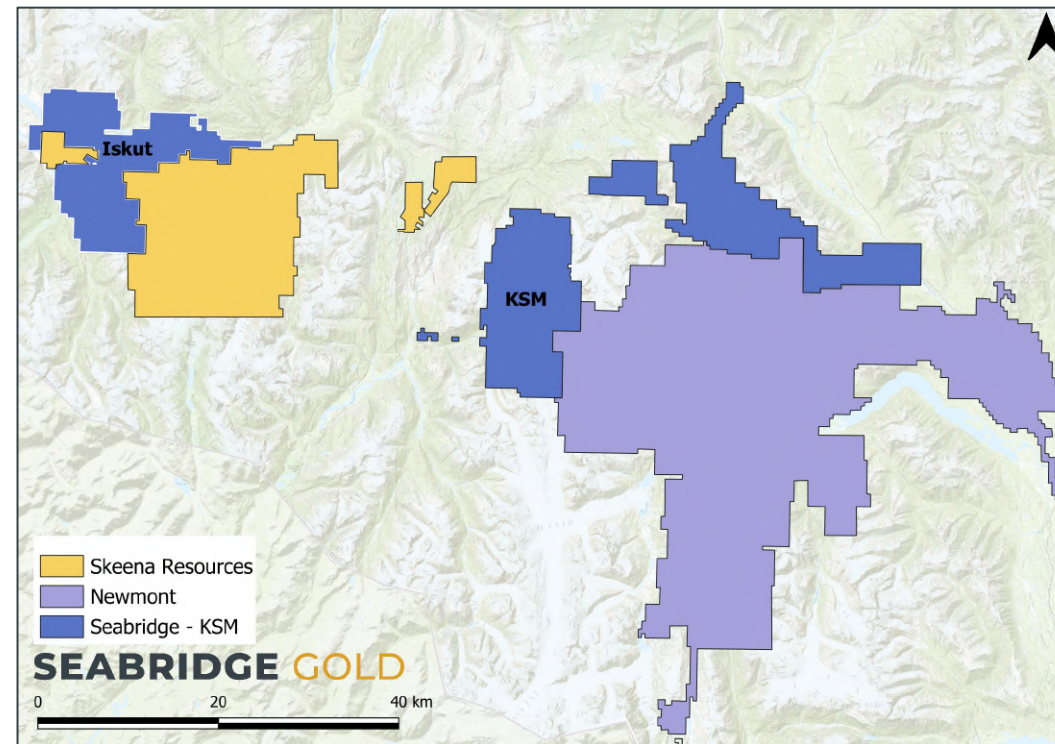 Iskut
KSM
Skeena Resources
Newmont
Seabridge - KSM
SEABRIDGE GOLD
0 20 40 km